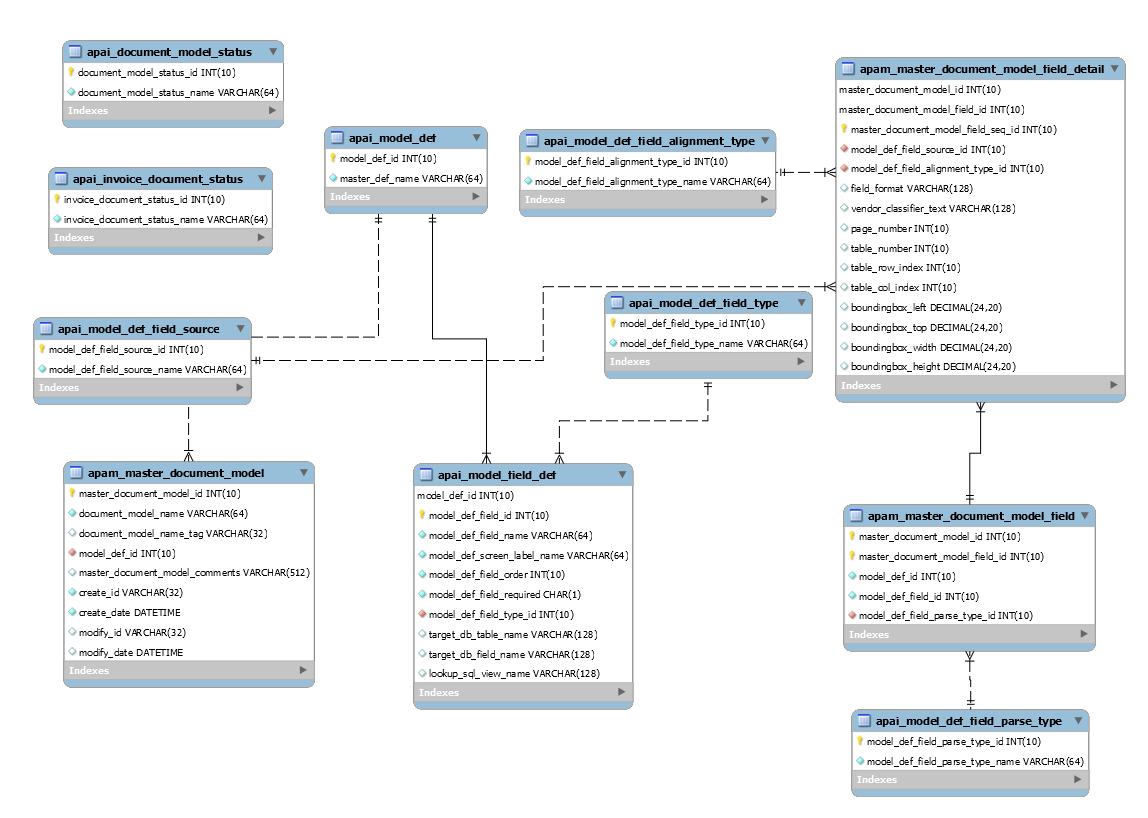 apai_document_model_status
document_model_status_id INT(10)
document_model_status_name VARCHAR(64)
Indexes
apai_invoice_document_status
invoice_document_status_id INT(10)
invoice_document_status_name VARCHAR(64)
Indexes
apai_model_def
model_def_id INT(10)
master_def_name VARCHAR(64)
Indexes
apai_model_def_field_alignment_type
model_def_field_alignment_type_id INT(10)
model_def_field_alignment_type_name VARCHAR(64)
Indexes
apam_master_document_model_field_detail
master_document_model_id INT(10)
master_document_model_field_id INT(10)
master_document_model_field_seq_id INT(10)
model_def_field_source_id INT(10)
model_def_field_alignment_type_id INT(10)
field_format VARCHAR(128)
vendor_classifier_text VARCHAR(128)
page_number INT(10)
table_number INT(10)
table_row_index INT(10)
table_col_index INT(10)
boundingbox_left DECIMAL(24,20)
boundingbox_top DECIMAL(24,20)
boundingbox_width DECIMAL(24,20)
boundingbox_height DECIMAL(24,20)
Indexes
apai_model_def_field_source
model_def_field_source_id INT(10)
model_def_field_source_name VARCHAR(64)
Indexes
apai_model_def_field_type
model_def_field_type_id INT(10)
model_def_field_type_name VARCHAR(64)
Indexes
apam_master_document_model
master_document_model_id INT(10)
document_model_name VARCHAR(64)
document_model_name_tag VARCHAR(32)
model_def_id INT(10)
master_document_model_comments VARCHAR(512)
create_id VARCHAR(32)
create_date DATETIME
modify_id VARCHAR(32)
modify_date DATETIME
Indexes
apai_model_field_def
model_def_id INT(10)
model_def_field_id INT(10)
model_def_field_name VARCHAR(64)
model_def_screen_label_name VARCHAR(64)
model_def_field_order INT(10)
model_def_field_required CHAR(1)
model_def_field_type_id INT(10)
target_db_table_name VARCHAR(128)
target_db_field_name VARCHAR(128)
lookup_sql_view_name VARCHAR(128)
Indexes
apam_master_document_model_field
master_document_model_id INT(10)
master_document_model_field_id INT(10)
model_def_id INT(10)
model_def_field_id INT(10)
model_def_field_parse_type_id INT(10)
Indexes
apai_model_def_field_parse_type
model_def_field_parse_type_id INT(10)
model_def_field_parse_type_name VARCHAR(64)
Indexes